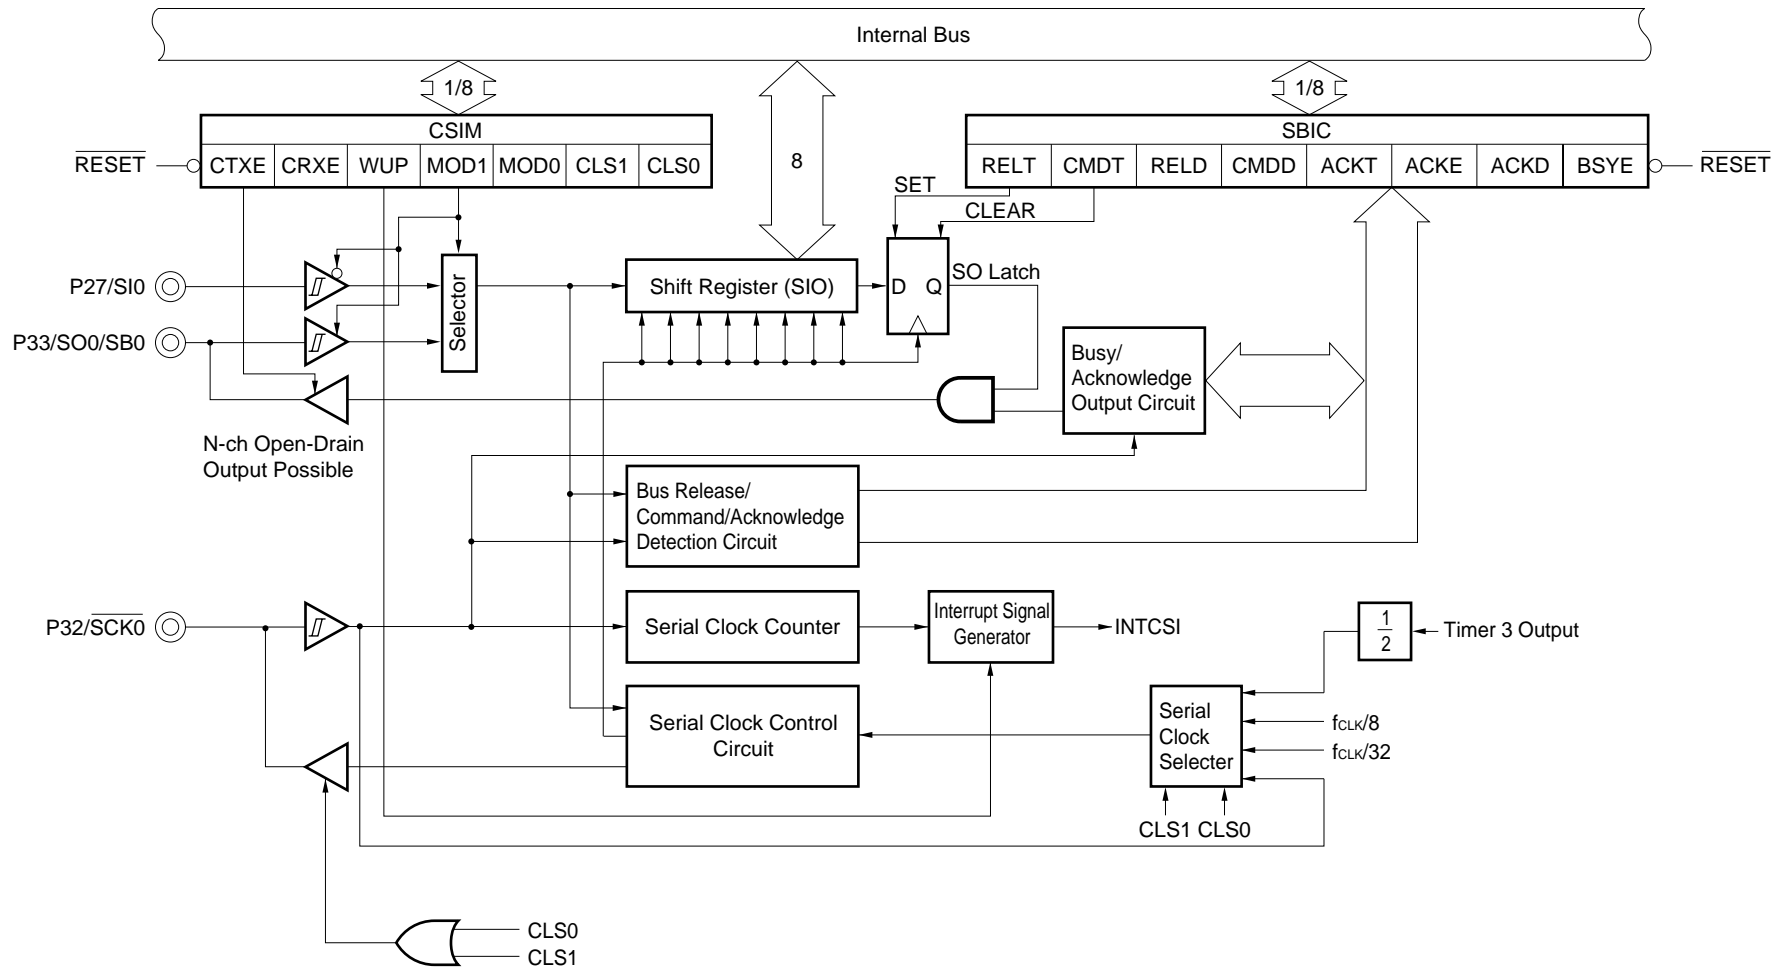 Internal Bus
1/8
1/8
CSIM
SBIC
RESET
CTXE CRXE WUP MOD1 MOD0 CLS1 CLS0
8
RELT CMDT RELD CMDD ACKT ACKE ACKD BSYE
RESET
SET
CLEAR
P27/SI0
Selector
Shift Register (SIO)
D Q
SO Latch
P33/SO0/SB0
Busy/
Acknowledge
Output Circuit
N-ch Open-Drain
Output Possible
Bus Release/
Command/Acknowledge
Detection Circuit
P32/SCK0
Serial Clock Counter
Interrupt Signal
Generator
INTCSI
1
2
Timer 3 Output
Serial Clock Control
Circuit
Serial
Clock
Selecter
fCLK/8
fCLK/32
CLS1 CLS0
CLS0
CLS1